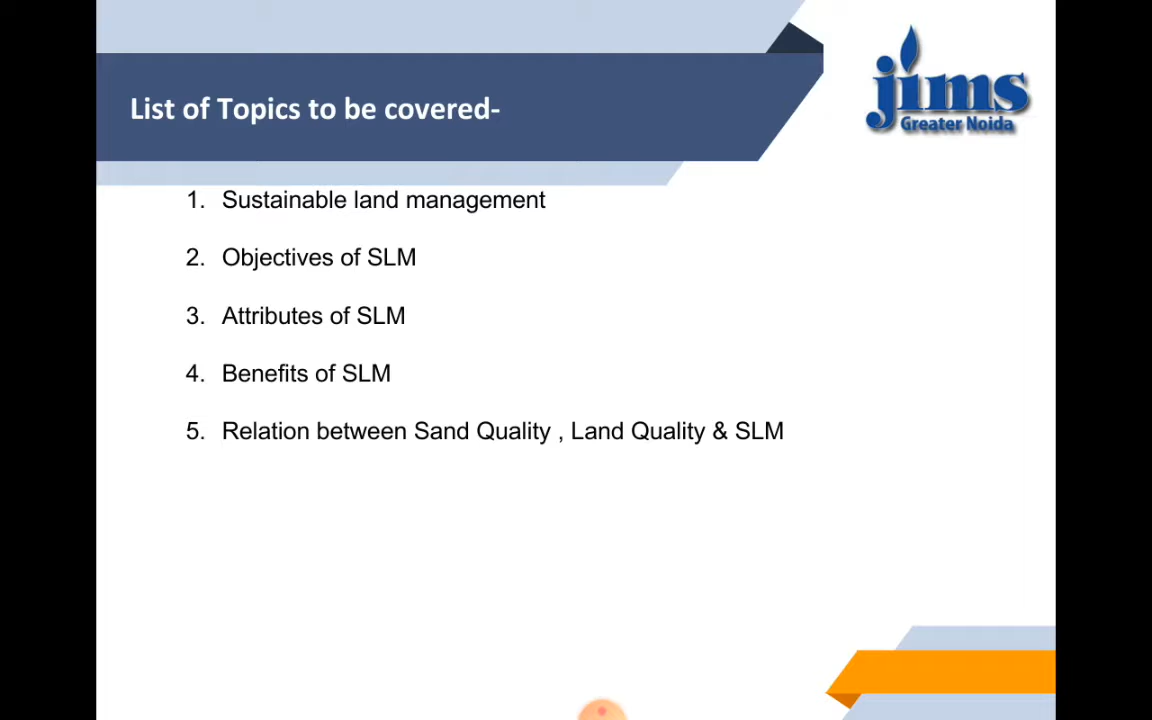 List of Topics to be covered-
jims
Greater Noida
1. Sustainable land management
2. Objectives of SLM
3. Attributes of SLM
4. Benefits of SLM
5. Relation between Sand Quality , Land Quality & SLM